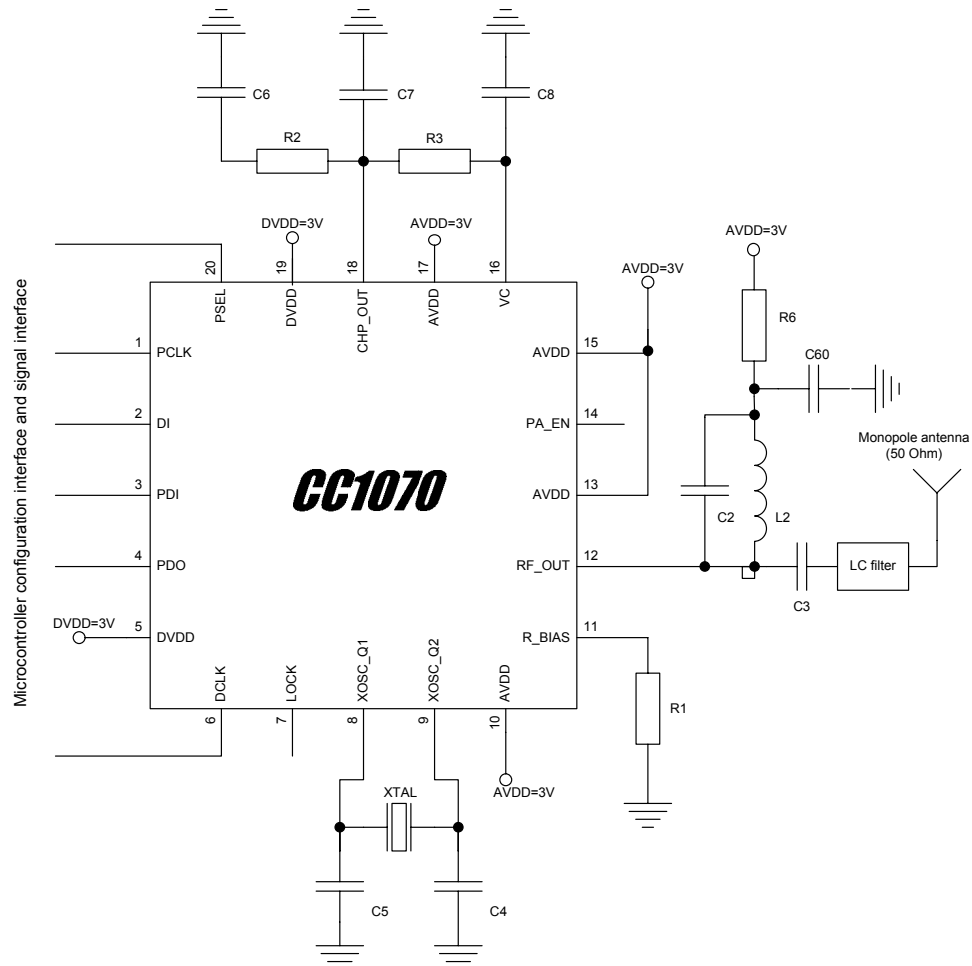 C6
C7
C8
R2
R3
DVDD=3V
AVDD=3V
AVDD=3V
AVDD=3V
20
19
18
17
16
PSEL
DVDD
CHP_OUT
AVDD
VC
Microcontroller configuration interface and signal interface
1
PCLK
AVDD
15
R6
C60
2
DI
PA_EN
14
Monopole antenna
(50 Ohm)
3
PDI
CC1070
AVDD
13
C2
L2
4
PDO
RF_OUT
12
LC filter
C3
DVDD=3V
5
DVDD
R_BIAS
11
DCLK
LOCK
XOSC_Q1
XOSC_Q2
AVDD
6
7
8
9
10
R1
XTAL
AVDD=3V
C5
C4